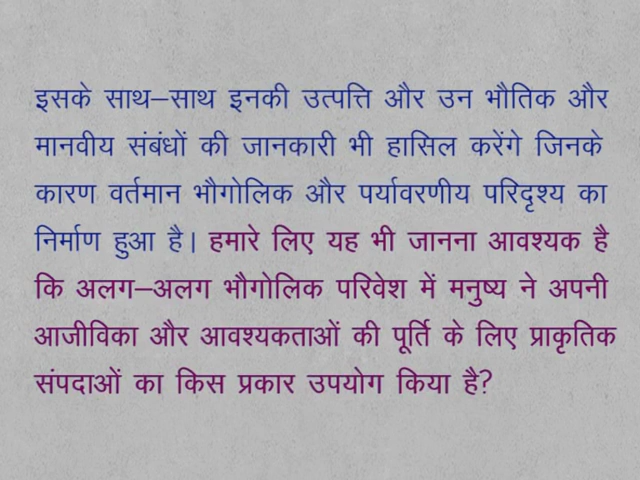 इसके साथ–साथ इनकी उत्पत्ति और उन भौतिक और
मानवीय संबंधों की जानकारी भी हासिल करेंगे जिनके
कारण वर्तमान भौगोलिक और पर्यावरणीय परिदृश्य का
निर्माण हुआ है। हमारे लिए यह भी जानना आवश्यक है
कि अलग–अलग भौगोलिक परिवेश में मनुष्य ने अपनी
आजीविका और आवश्यकताओं की पूर्ति के लिए प्राकृतिक
संपदाओं का किस प्रकार उपयोग किया है?